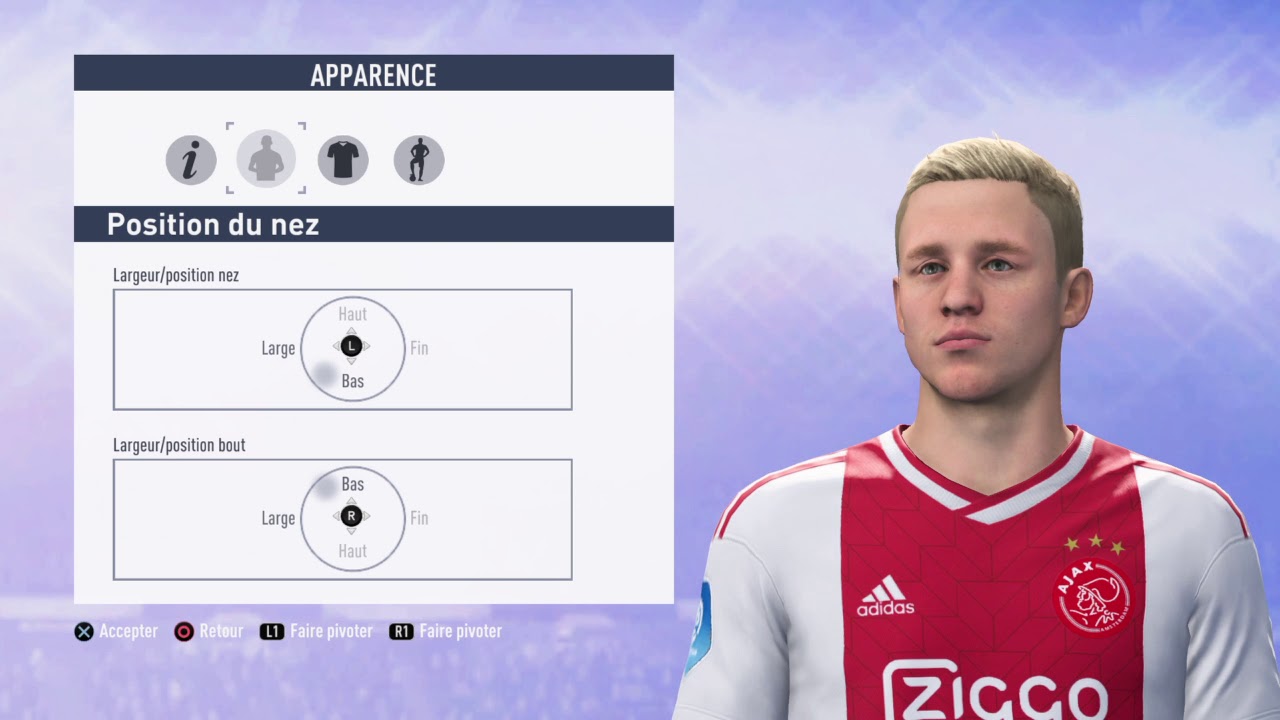 APPARENCE
i
Position du nez
Largeur/position nez
Haut
Large
L
Fin
Bas
Largeur/position bout
Bas
Large
R
Fin
Haut
Accepter
Retour
L1 Faire pivoter
R1 Faire pivoter
adidas
AJAX
AMSTERDAM
ZIGGO